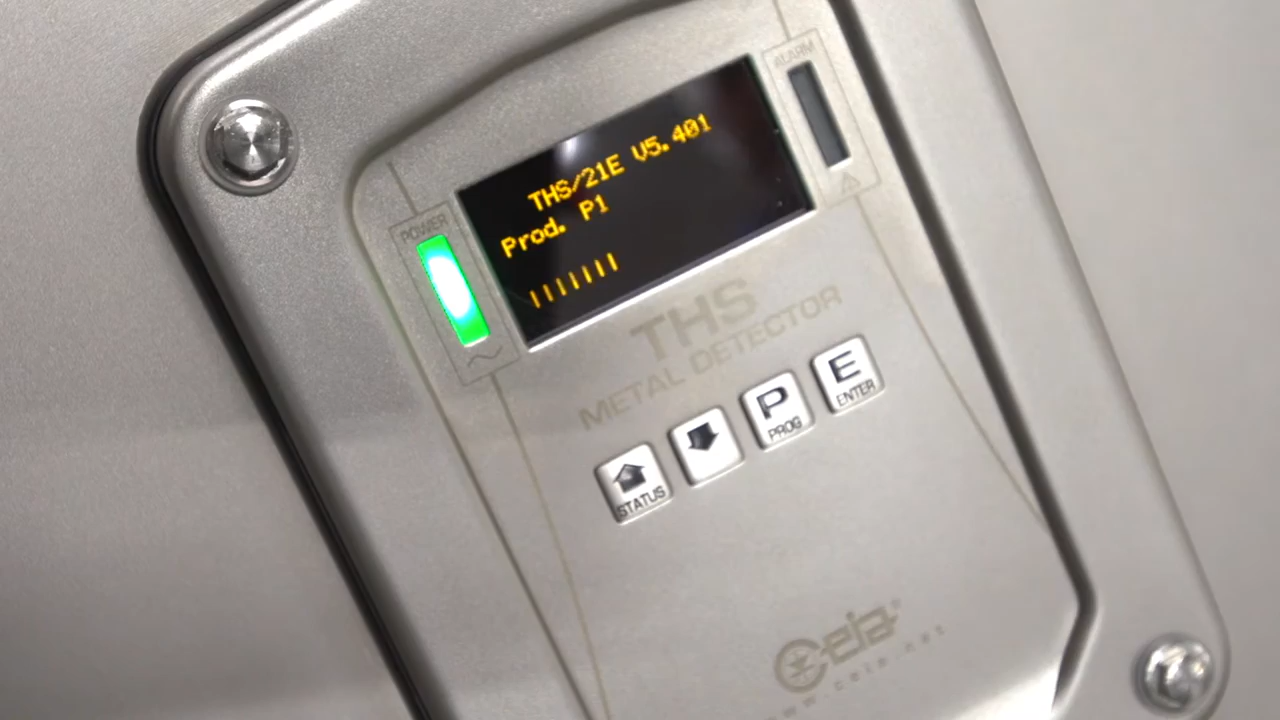 ALARM
THS/21E V5.401
Prod. P1
POWER
THS
METAL DETECTOR
E
ENTER
P
PROG
STATUS
ceia
www.ceia.net